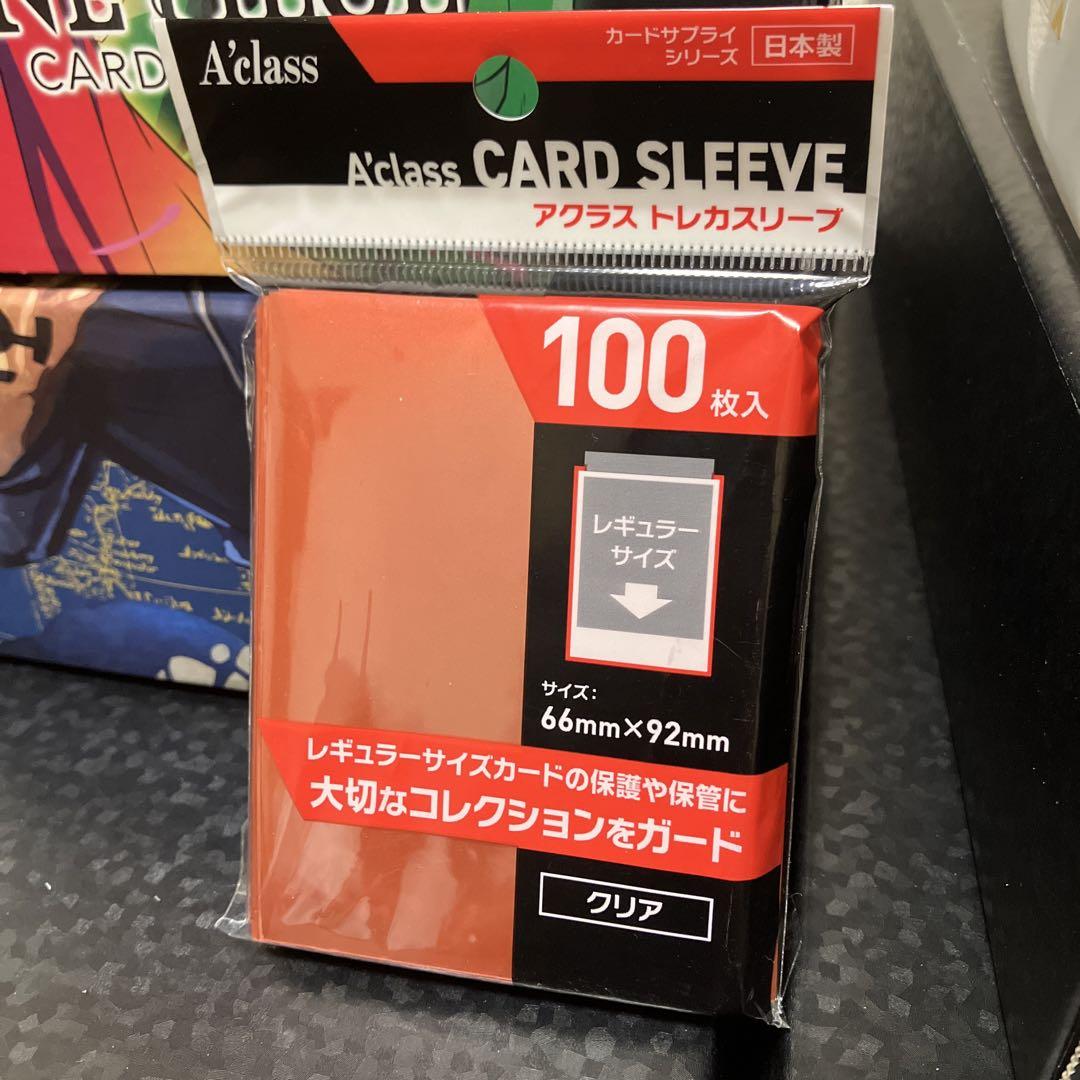 CARD
A'class
カードサプライ
シリーズ
日本製
A'class CARD SLEEVE
アクラス トレカスリーブ
100枚入
レギュラー
サイズ
サイズ:
66mm×92mm
レギュラーサイズカードの保護や保管に
大切なコレクションをガード
クリア